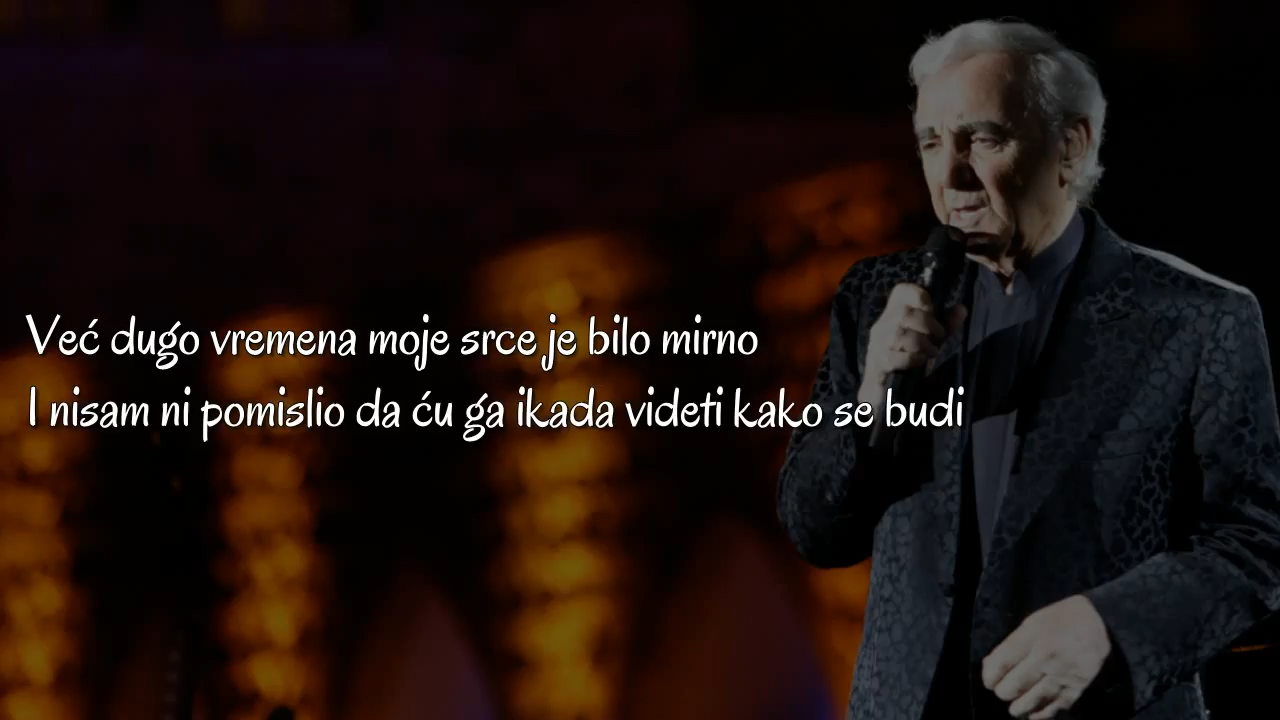 Već dugo vremena moje srce je bilo mirno
I nisam ni pomislio da ću ga ikada videti kako se budi